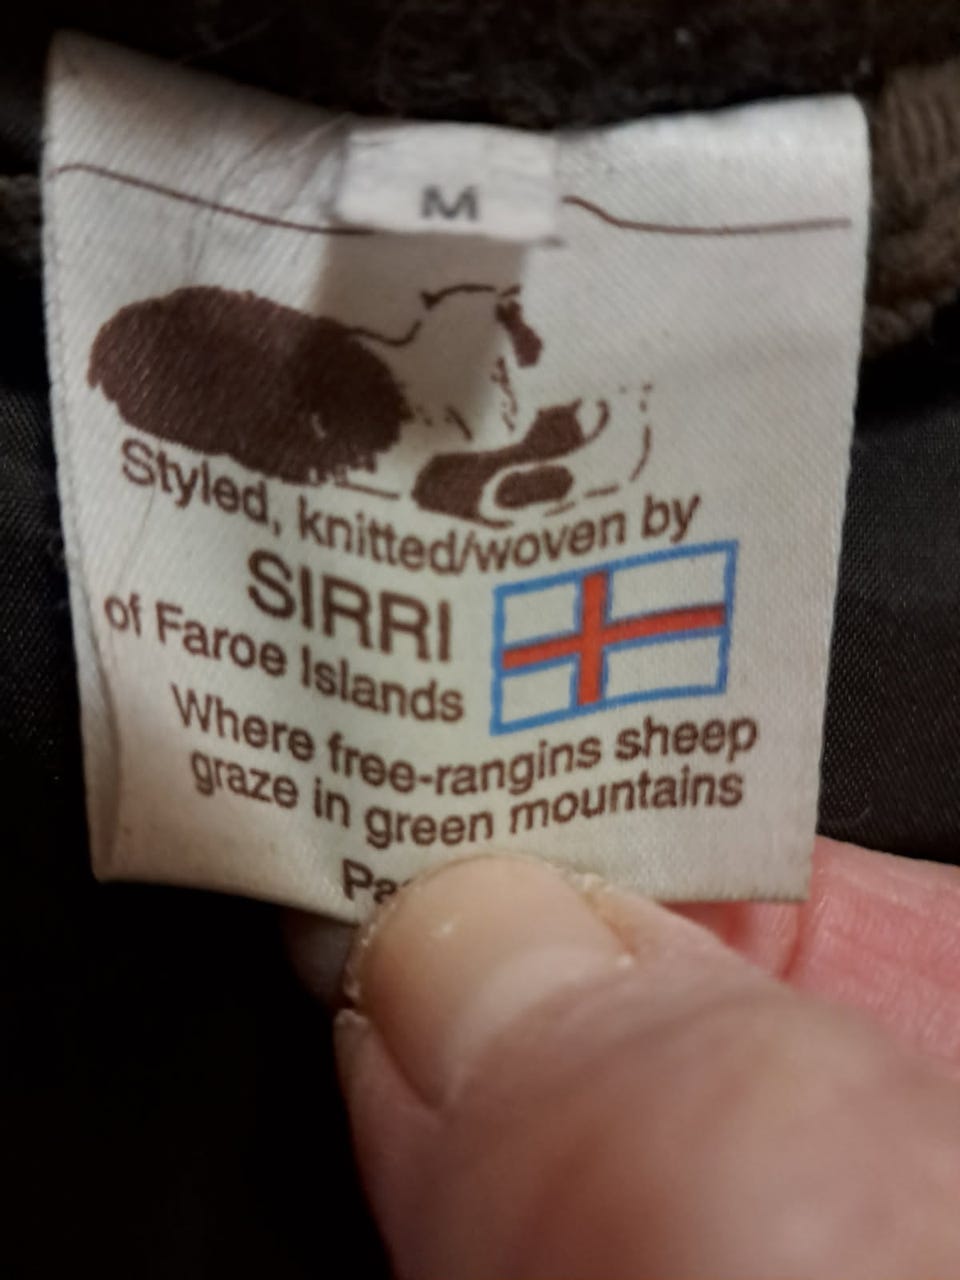 M
Styled, knitted/woven by
SIRRI
of Faroe Islands
Where free-rangins sheep
graze in green mountains